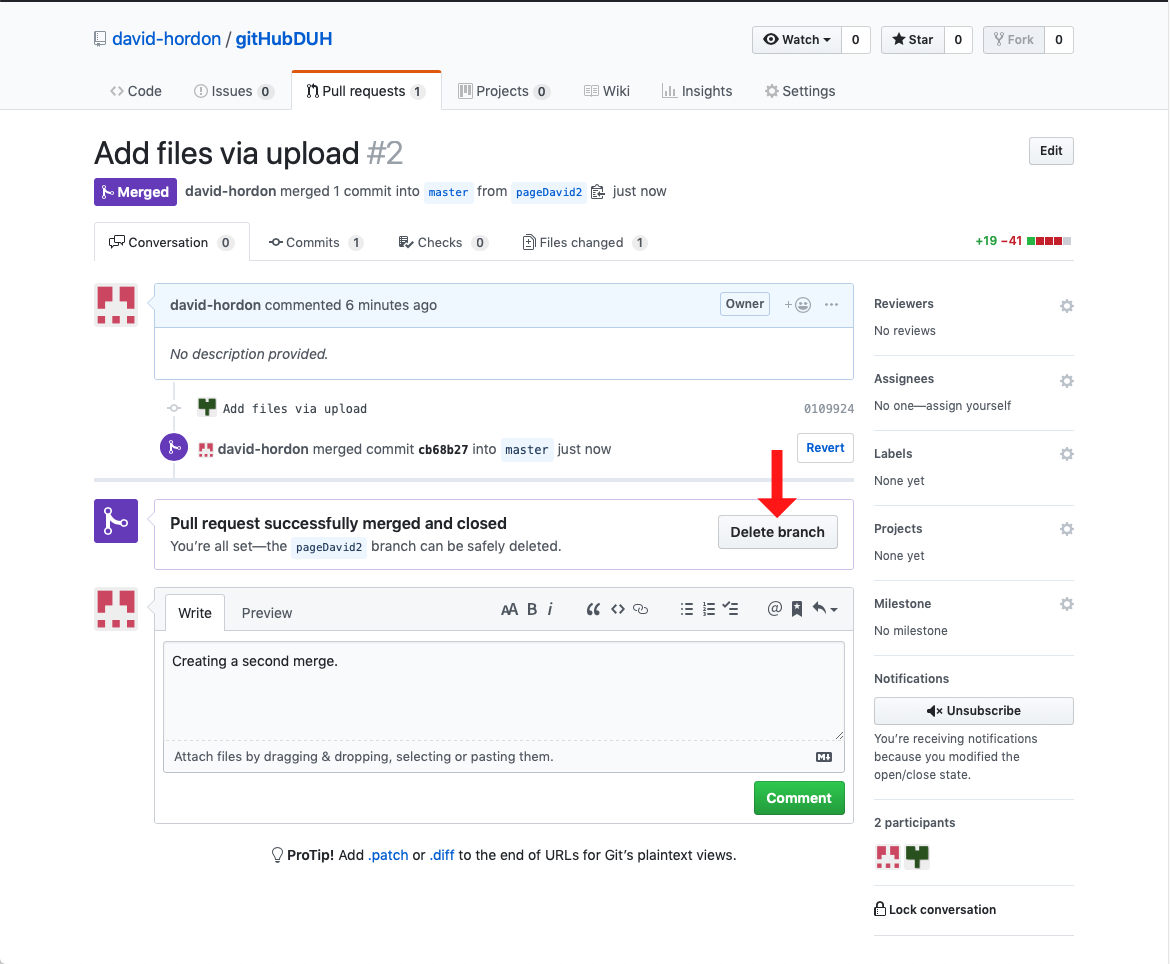 david-hordon / gitHubDUH
Watch 0 Star 0 Fork 0
Code Issues 0 Pull requests 1 Projects 0 Wiki Insights Settings
Add files via upload #2
Edit
Merged david-hordon merged 1 commit into master from pageDavid2 just now
Conversation 0 Commits 1 Checks 0 Files changed 1 +19 −41
david-hordon commented 6 minutes ago Owner
No description provided.
Add files via upload 0109924
david-hordon merged commit cb68b27 into master just now Revert
Pull request successfully merged and closed
You're all set—the pageDavid2 branch can be safely deleted.
Delete branch
Write Preview AA B i
Creating a second merge.
Attach files by dragging & dropping, selecting or pasting them.
Comment
ProTip! Add .patch or .diff to the end of URLs for Git's plaintext views.
Reviewers
No reviews
Assignees
No one—assign yourself
Labels
None yet
Projects
None yet
Milestone
No milestone
Notifications
Unsubscribe
You're receiving notifications
because you modified the
open/close state.
2 participants
Lock conversation